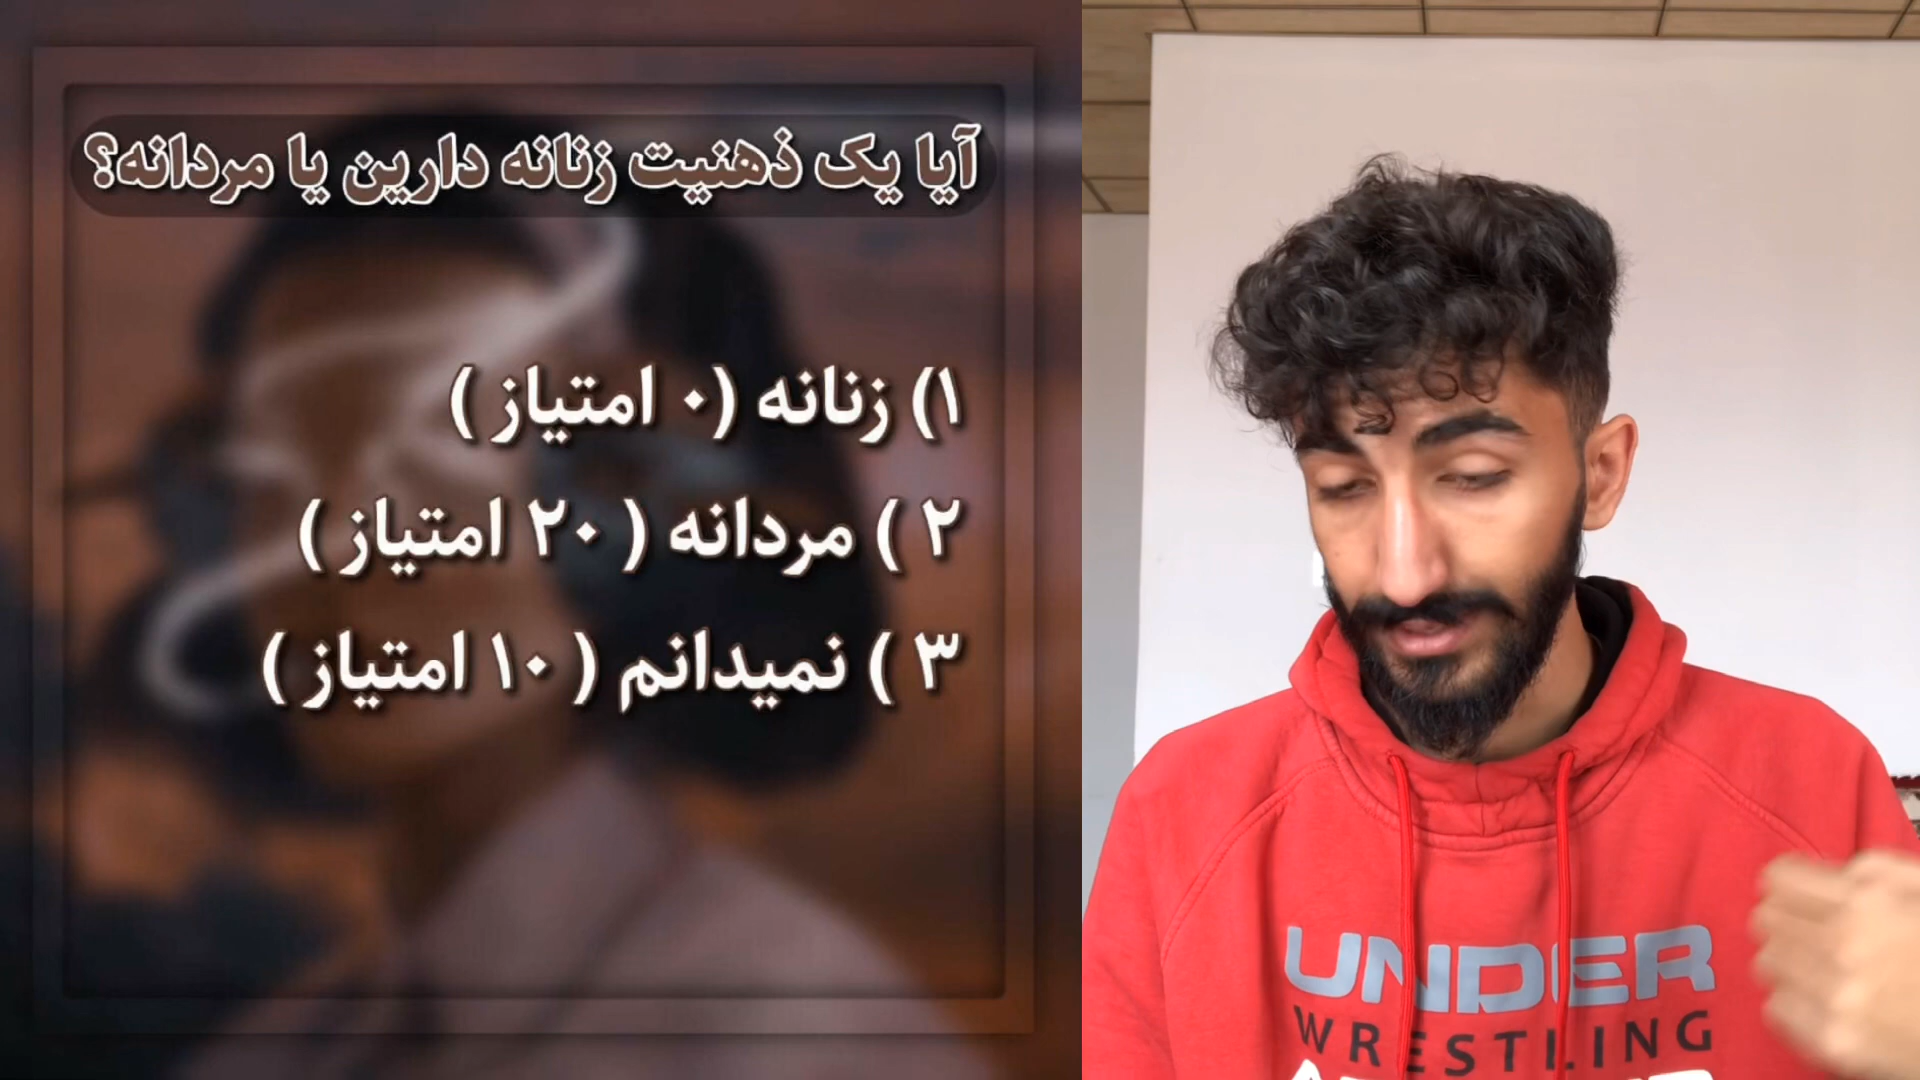 آیا یک ذهنیت زنانه دارین یا مردانه؟
۱) زنانه (۰ امتیاز )
۲ ) مردانه ( ۲۰ امتیاز )
۳ ) نمیدانم ( ۱۰ امتیاز )
UNDER
WRESTLING